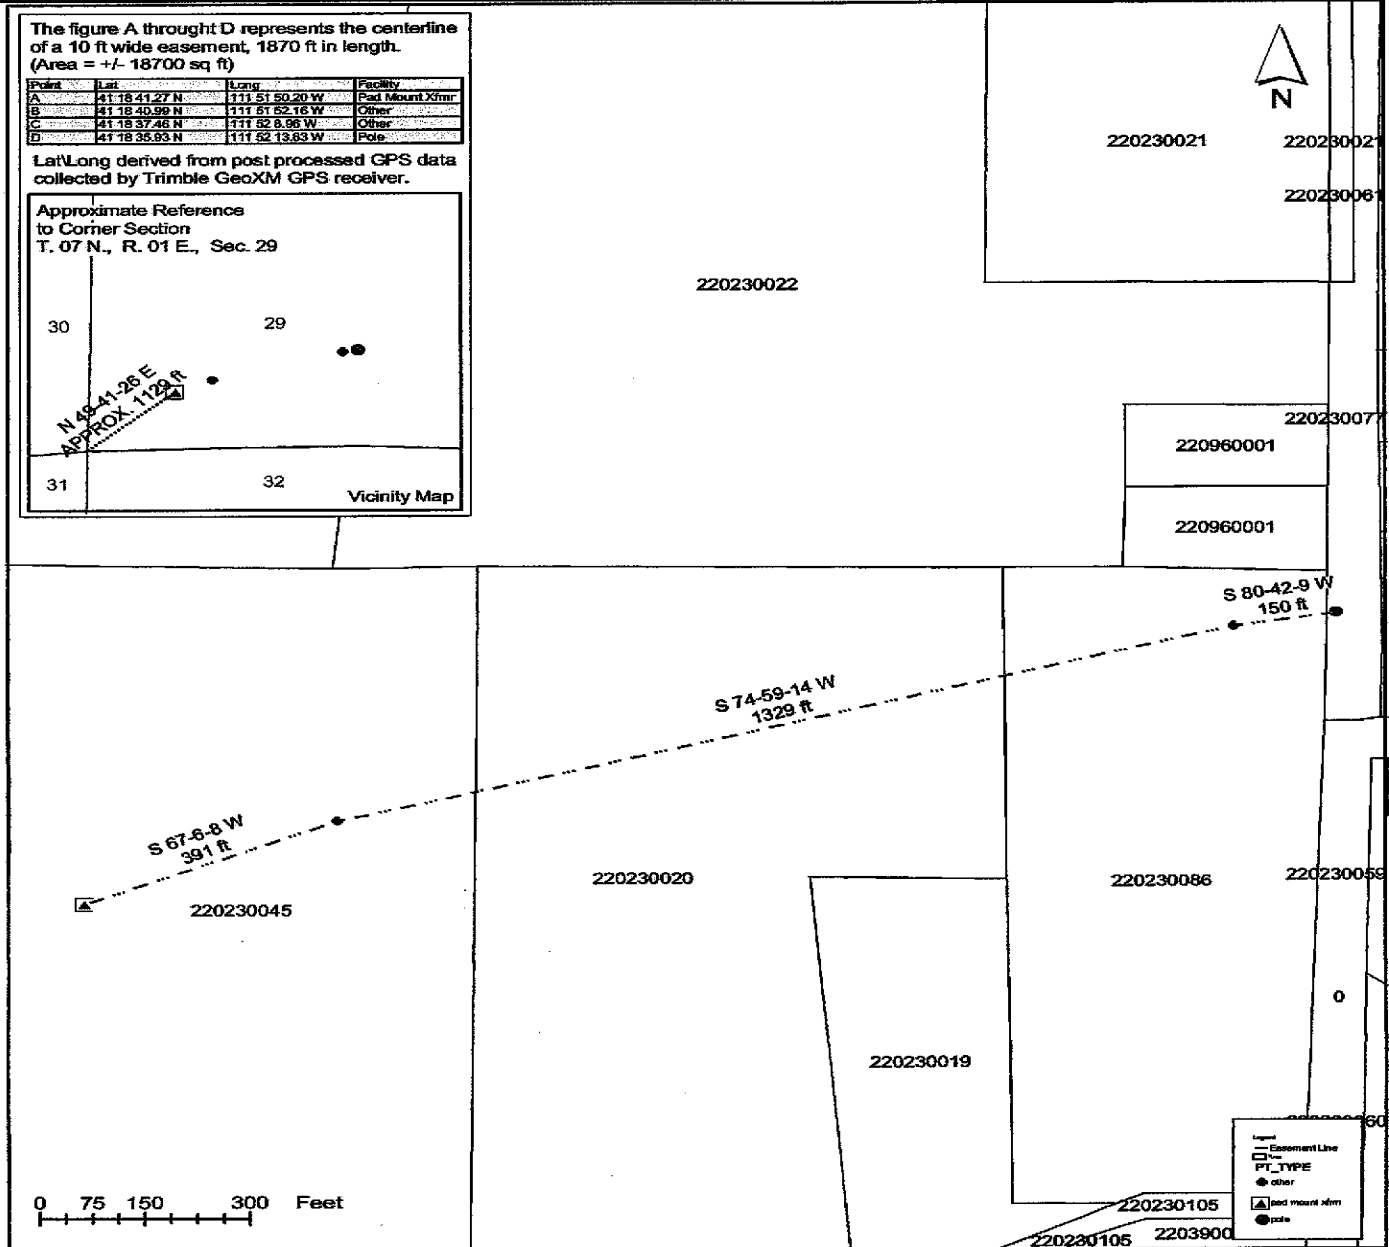 The figure A throught D represents the centerline
of a 10 ft wide easement, 1870 ft in length.
(Area = +/- 18700 sq ft)
Point Lat Long Facility
A 41 18 41.27 N 111 51 50.20 W Pad Mount Xfmr
B 41 18 40.99 N 111 51 52.16 W Other
C 41 18 37.46 N 111 52 8.96 W Other
D 41 18 35.93 N 111 52 13.63 W Pole
Lat\Long derived from post processed GPS data
collected by Trimble GeoXM GPS receiver.
Approximate Reference
to Corner Section
T. 07 N., R. 01 E., Sec. 29
30
29
N 49-41-26 E
APPROX. 1129 ft
31
32
Vicinity Map
N
220230021
220230021
220230061
220230022
220230077
220960001
220960001
S 80-42-9 W
150 ft
S 74-59-14 W
1329 ft
S 67-6-8 W
391 ft
220230045
220230020
220230086
220230059
0
220230019
60
Legend
Easement Line
PT_TYPE
other
pad mount xfmr
pole
0 75 150 300 Feet
220230105
220230105
2203900